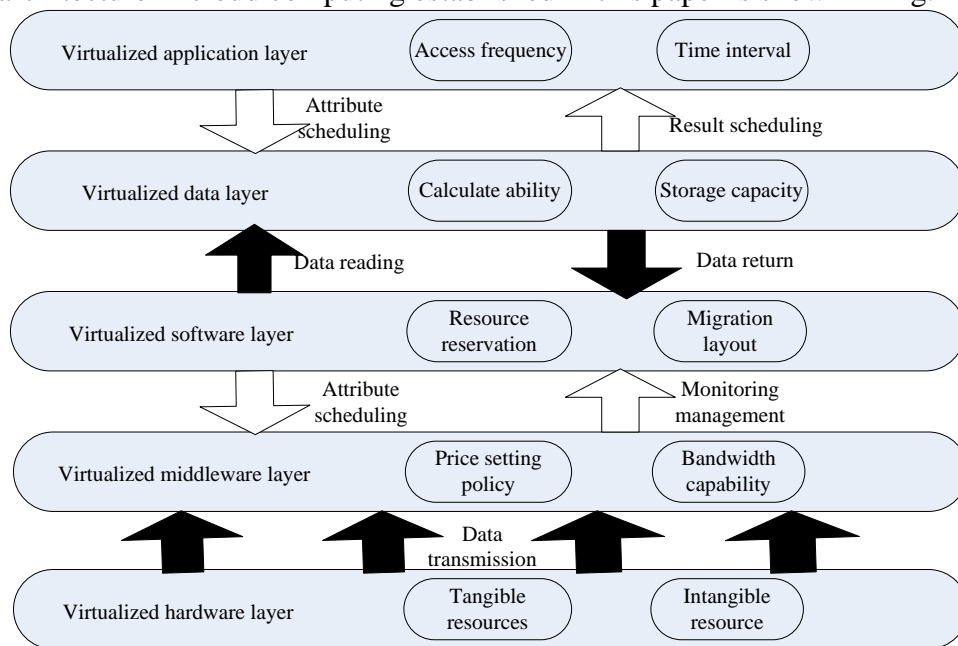 Virtualized application layer
Access frequency
Time interval
Attribute
scheduling
Result scheduling
Virtualized data layer
Calculate ability
Storage capacity
Data reading
Data return
Virtualized software layer
Resource
reservation
Migration
layout
Attribute
scheduling
Monitoring
management
Virtualized middleware layer
Price setting
policy
Bandwidth
capability
Data
transmission
Virtualized hardware layer
Tangible
resources
Intangible
resource